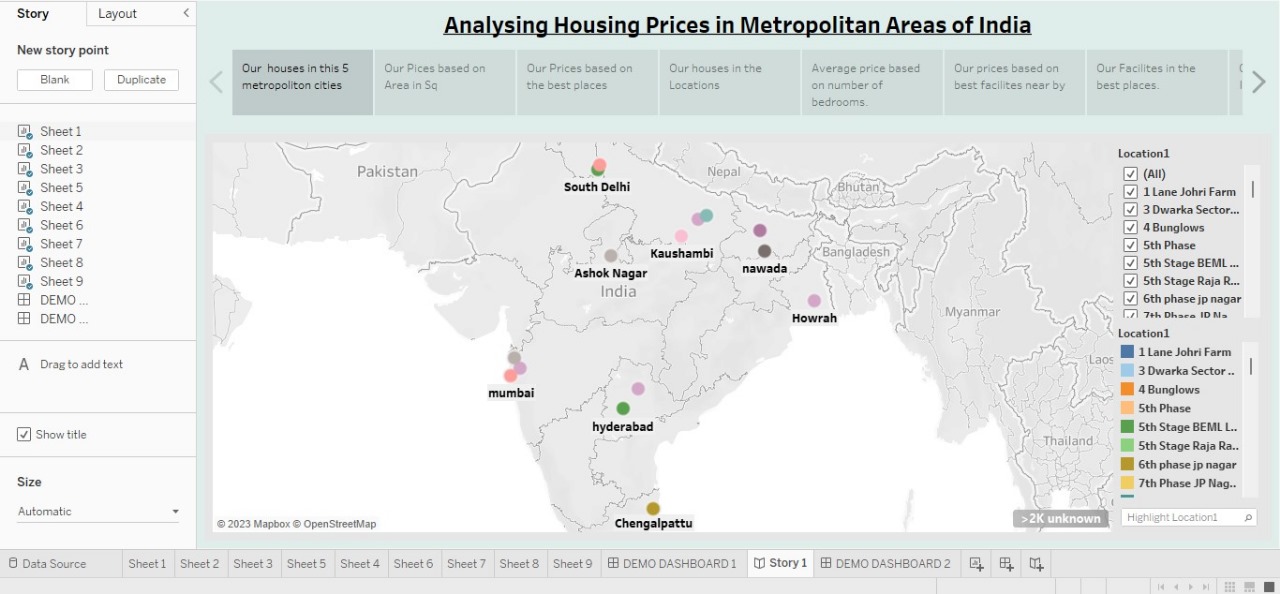 Story
Layout
New story point
Blank
Duplicate
Sheet 1
Sheet 2
Sheet 3
Sheet 5
Sheet 4
Sheet 6
Sheet 7
Sheet 8
Sheet 9
DEMO ...
DEMO ...
A Drag to add text
Show title
Size
Automatic
Analysing Housing Prices in Metropolitan Areas of India
Our houses in this 5
metropoliton cities
Our Pices based on
Area in Sq
Our Prices based on
the best places
Our houses in the
Locations
Average price based
on number of
bedrooms.
Our prices based on
best facilites near by
Our Facilites in the
best places.
Pakistan
Nepal
Bhutan
South Delhi
Kaushambi
Bangladesh
nawada
Ashok Nagar
India
Howrah
Myanmar
Laos
mumbai
hyderabad
Thailand
Chengalpattu
© 2023 Mapbox © OpenStreetMap
>2K unknown
Location1
(All)
1 Lane Johri Farm
3 Dwarka Sector...
4 Bunglows
5th Phase
5th Stage BEML ...
5th Stage Raja R...
6th phase jp nagar
7th Phase JP Na...
Location1
1 Lane Johri Farm
3 Dwarka Sector ..
4 Bunglows
5th Phase
5th Stage BEML L..
5th Stage Raja Ra..
6th phase jp nagar
7th Phase JP Nag..
Highlight Location1
Data Source
Sheet 1
Sheet 2
Sheet 3
Sheet 5
Sheet 4
Sheet 6
Sheet 7
Sheet 8
Sheet 9
DEMO DASHBOARD 1
Story 1
DEMO DASHBOARD 2